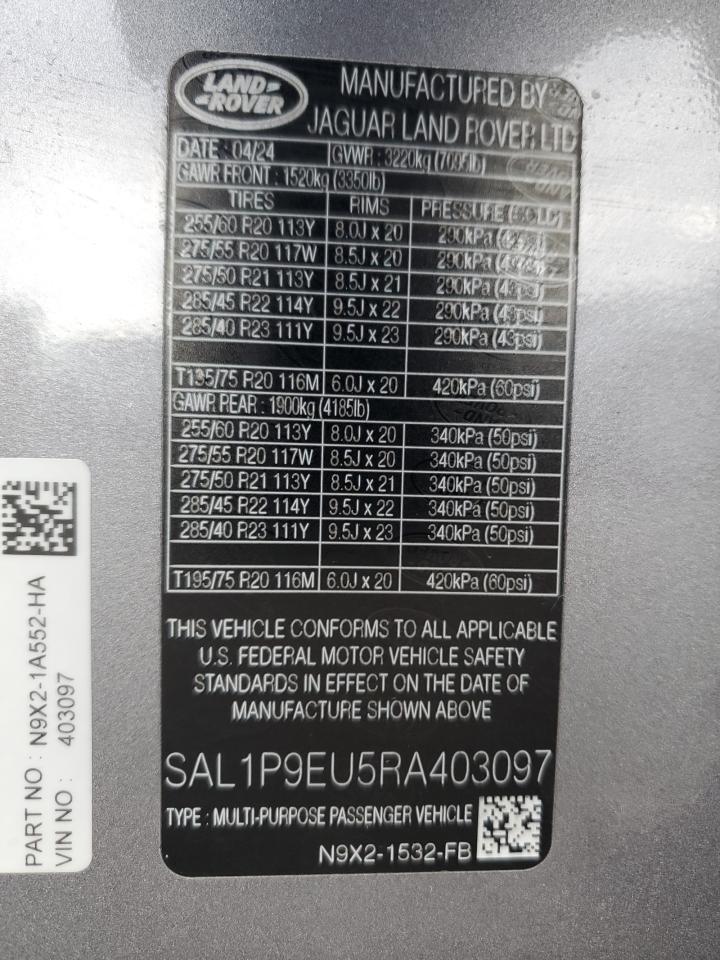 LAND ROVER
MANUFACTURED BY
JAGUAR LAND ROVER LTD
DATE : 04/24 GVWR : 3220kg (7095lb)
GAWR FRONT : 1520kg (3350lb)
TIRES RIMS PRESSURE (COLD)
255/60 R20 113Y 8.0J x 20 290kPa (42psi)
275/55 R20 117W 8.5J x 20 290kPa
275/50 R21 113Y 8.5J x 21 290kPa (43psi)
285/45 R22 114Y 9.5J x 22 290kPa (43psi)
285/40 R23 111Y 9.5J x 23 290kPa (43psi)
T195/75 R20 116M 6.0J x 20 420kPa (60psi)
GAWR REAR : 1900kg (4185lb)
255/60 R20 113Y 8.0J x 20 340kPa (50psi)
275/55 R20 117W 8.5J x 20 340kPa (50psi)
275/50 R21 113Y 8.5J x 21 340kPa (50psi)
285/45 R22 114Y 9.5J x 22 340kPa (50psi)
285/40 R23 111Y 9.5J x 23 340kPa (50psi)
T195/75 R20 116M 6.0J x 20 420kPa (60psi)
THIS VEHICLE CONFORMS TO ALL APPLICABLE
U.S. FEDERAL MOTOR VEHICLE SAFETY
STANDARDS IN EFFECT ON THE DATE OF
MANUFACTURE SHOWN ABOVE
SAL1P9EU5RA403097
TYPE : MULTI-PURPOSE PASSENGER VEHICLE
N9X2-1532-FB
PART NO : N9X2-1A552-HA
VIN NO : 403097